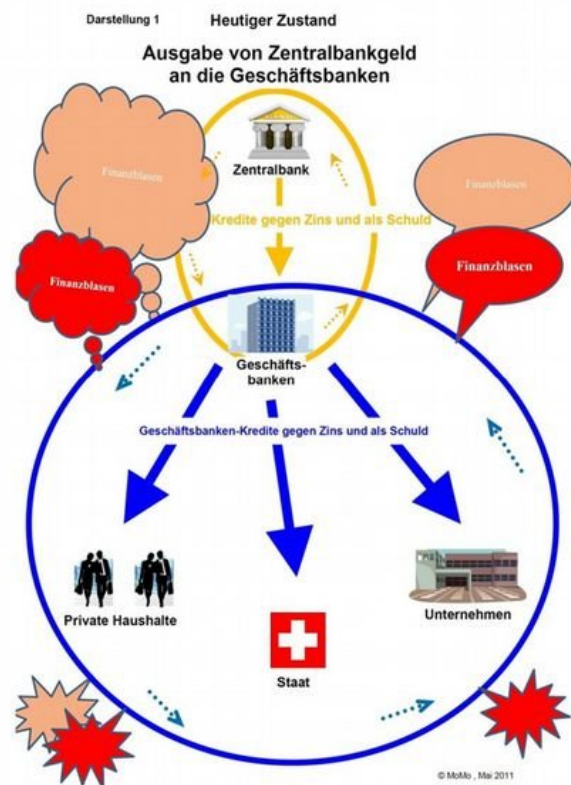 Darstellung 1
Heutiger Zustand
Ausgabe von Zentralbankgeld
an die Geschäftsbanken
Finanzblasen
Zentralbank
Finanzblasen
Kredite gegen Zins und als Schuld
Finanzblasen
Finanzblasen
Geschäfts-
banken
Geschäftsbanken-Kredite gegen Zins und als Schuld
Private Haushalte
Unternehmen
Staat
© MoMo , Mai 2011